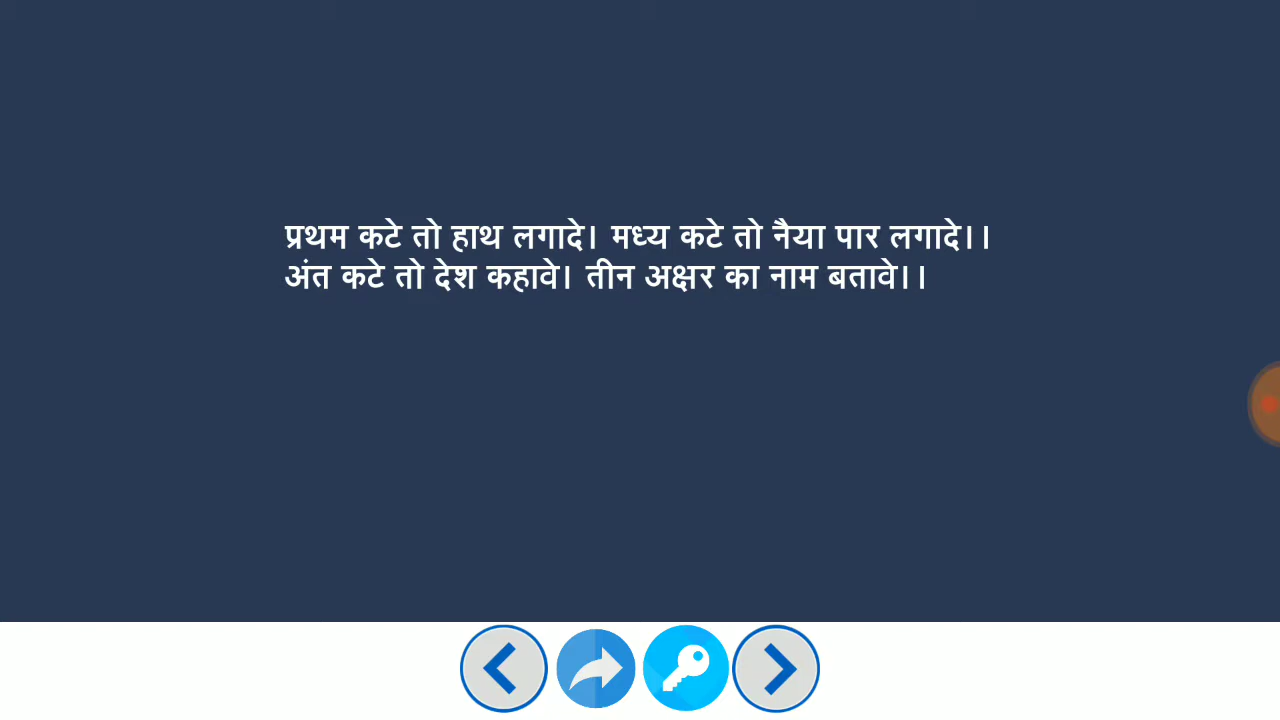 प्रथम कटे तो हाथ लगादे। मध्य कटे तो नैया पार लगादे।।
अंत कटे तो देश कहावे। तीन अक्षर का नाम बतावे।।